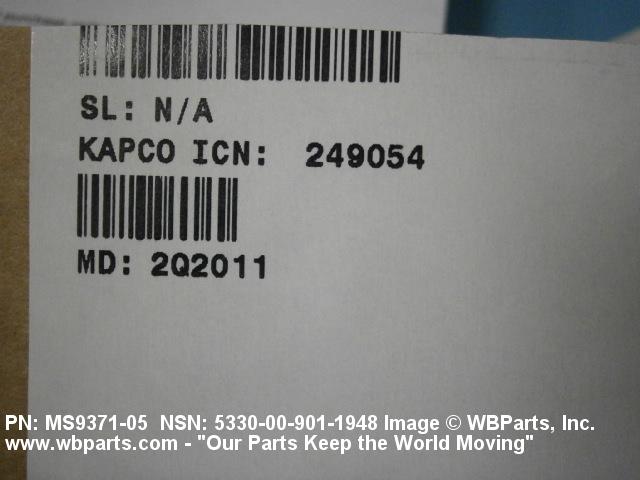 SL: N/A
KAPCO ICN: 249054
MD: 2Q2011
PN: MS9371-05 NSN: 5330-00-901-1948 Image © WBParts, Inc.
www.wbparts.com - "Our Parts Keep the World Moving"